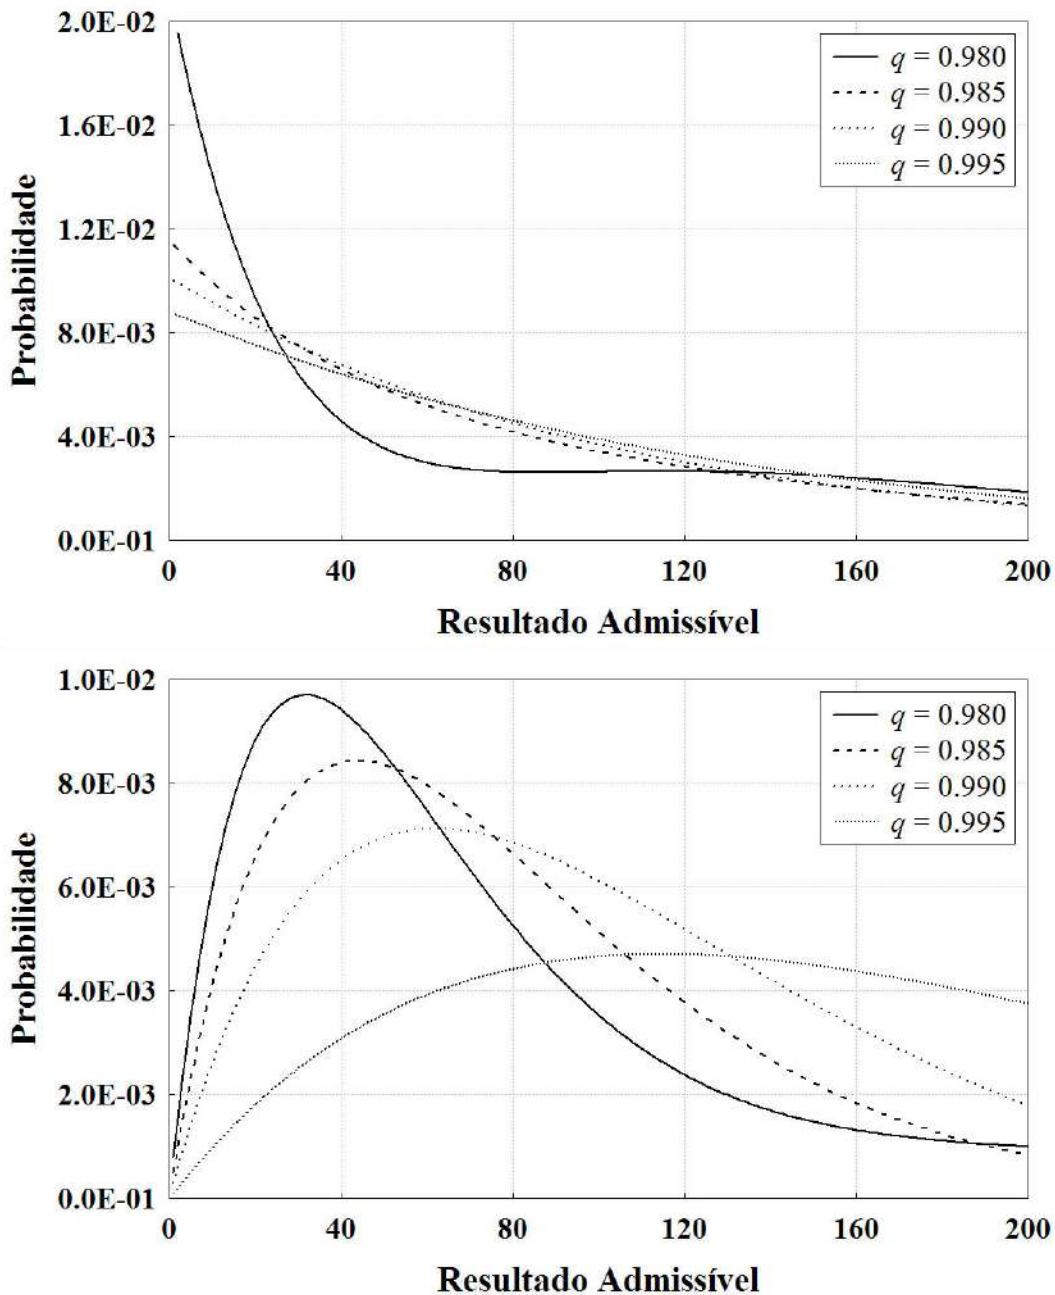 2.0E-02
1.6E-02
1.2E-02
8.0E-03
4.0E-03
0.0E-01
Probabilidade
q = 0.980
q = 0.985
q = 0.990
q = 0.995
0 40 80 120 160 200
Resultado Admissível
1.0E-02
8.0E-03
6.0E-03
4.0E-03
2.0E-03
0.0E-01
Probabilidade
q = 0.980
q = 0.985
q = 0.990
q = 0.995
0 40 80 120 160 200
Resultado Admissível